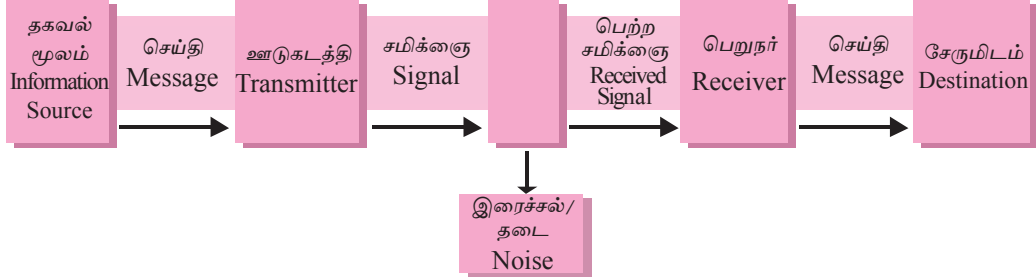 தகவல்
மூலம்
Information
Source
செய்தி
Message
ஊடுகடத்தி
Transmitter
சமிக்ஞை
Signal
பெற்ற
சமிக்ஞை
Received
Signal
பெறுநர்
Receiver
செய்தி
Message
சேருமிடம்
Destination
இரைச்சல்/
தடை
Noise